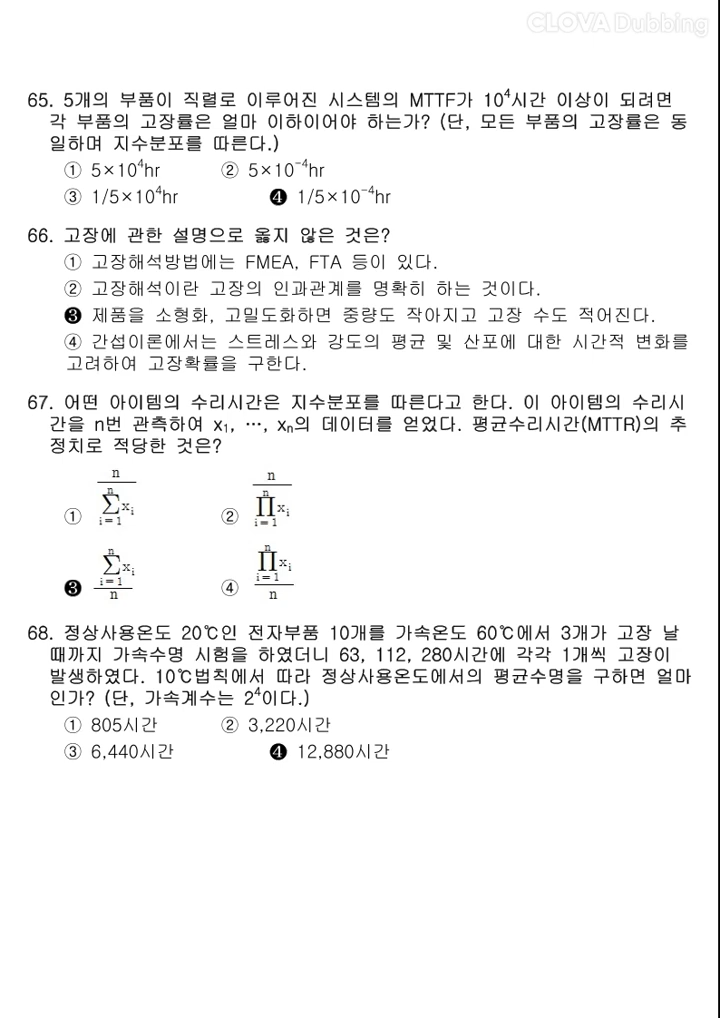 CLOVA Dubbing
65. 5개의 부품이 직렬로 이루어진 시스템의 MTTF가 10⁴시간 이상이 되려면
각 부품의 고장률은 얼마 이하이어야 하는가? (단, 모든 부품의 고장률은 동
일하며 지수분포를 따른다.)
① 5×10⁴hr ② 5×10⁻⁴hr
③ 1/5×10⁴hr ❹ 1/5×10⁻⁴hr
66. 고장에 관한 설명으로 옳지 않은 것은?
① 고장해석방법에는 FMEA, FTA 등이 있다.
② 고장해석이란 고장의 인과관계를 명확히 하는 것이다.
❸ 제품을 소형화, 고밀도화하면 중량도 작아지고 고장 수도 적어진다.
④ 간섭이론에서는 스트레스와 강도의 평균 및 산포에 대한 시간적 변화를
고려하여 고장확률을 구한다.
67. 어떤 아이템의 수리시간은 지수분포를 따른다고 한다. 이 아이템의 수리시
간을 n번 관측하여 x₁, …, xₙ의 데이터를 얻었다. 평균수리시간(MTTR)의 추
정치로 적당한 것은?
① n / ∑ᵢ₌₁ⁿ xᵢ ② n / ∏ᵢ₌₁ⁿ xᵢ
❸ ∑ᵢ₌₁ⁿ xᵢ / n ④ ∏ᵢ₌₁ⁿ xᵢ / n
68. 정상사용온도 20℃인 전자부품 10개를 가속온도 60℃에서 3개가 고장 날
때까지 가속수명 시험을 하였더니 63, 112, 280시간에 각각 1개씩 고장이
발생하였다. 10℃법칙에서 따라 정상사용온도에서의 평균수명을 구하면 얼마
인가? (단, 가속계수는 2⁴이다.)
① 805시간 ② 3,220시간
③ 6,440시간 ❹ 12,880시간